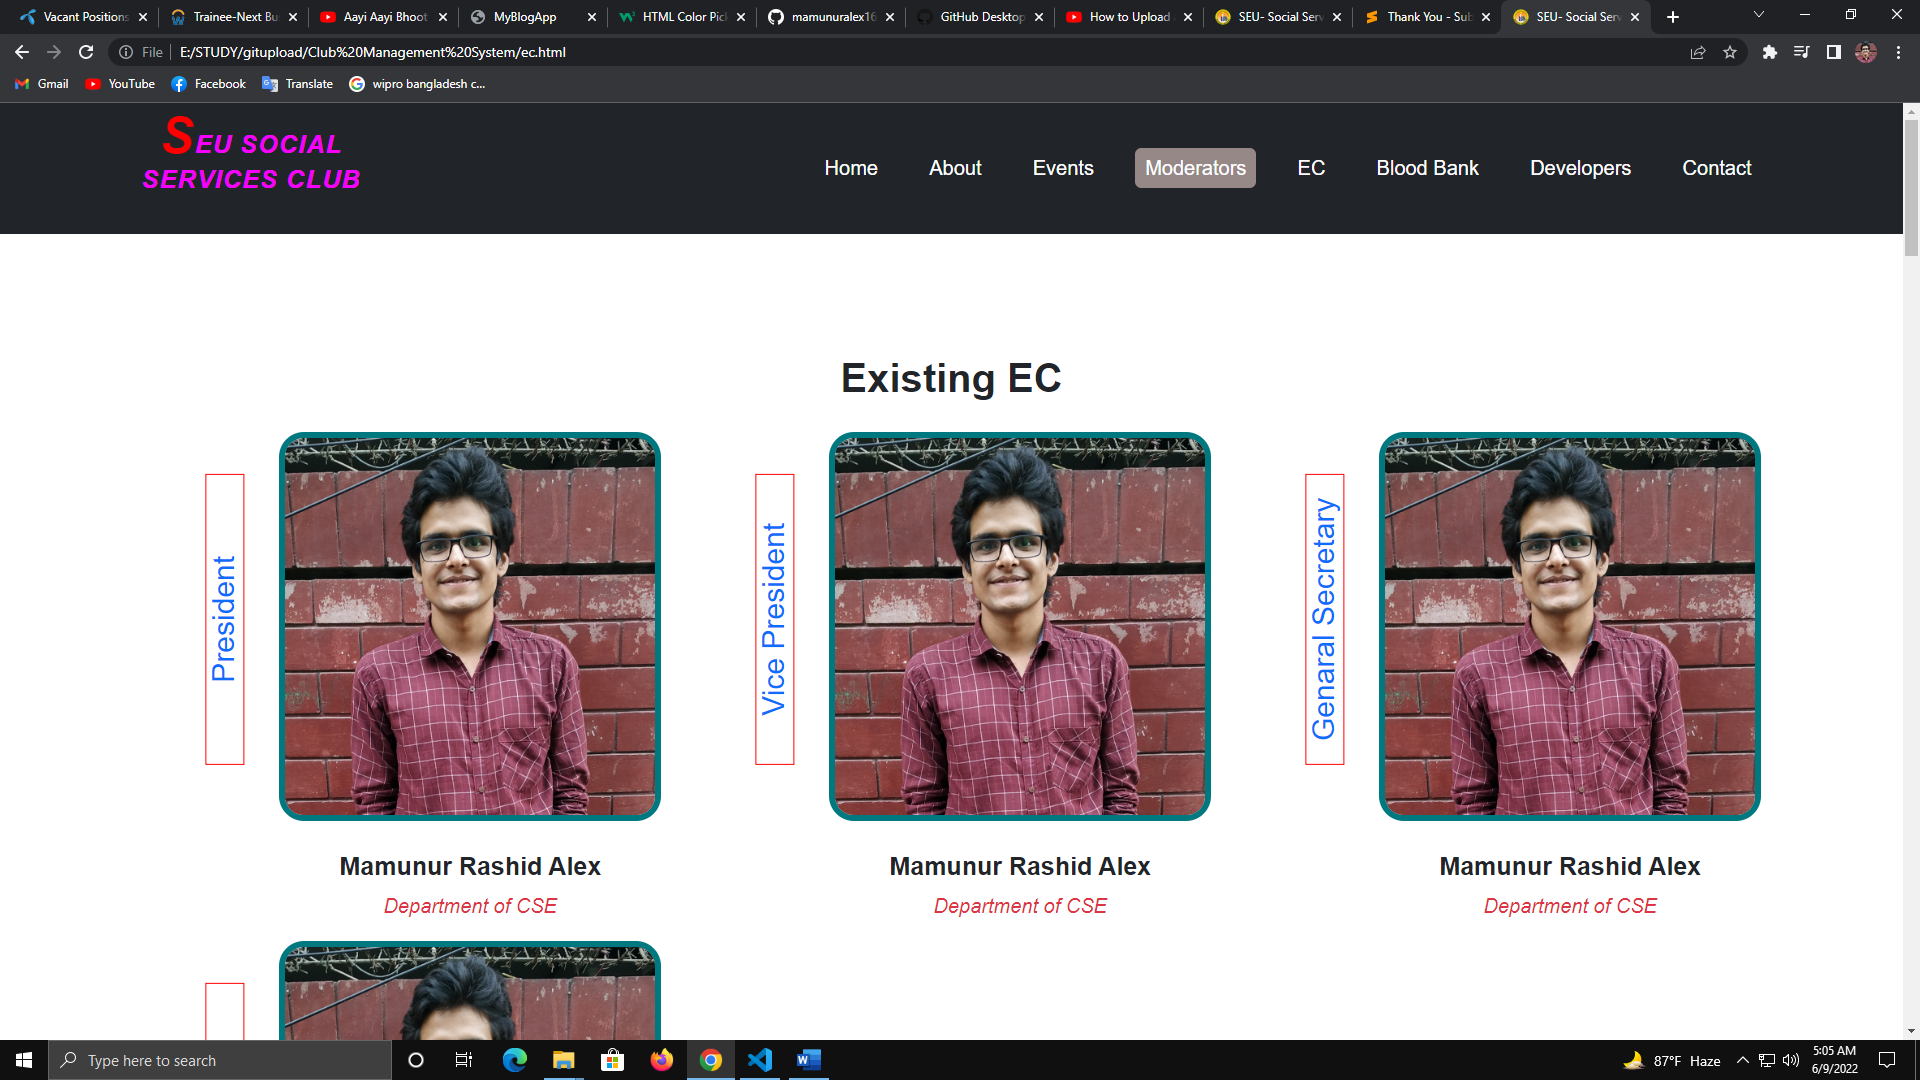 Vacant Positions
Trainee-Next Bu
Aayi Aayi Bhoot
MyBlogApp
HTML Color Pic
mamunuralex16
GitHub Desktop
How to Upload
SEU- Social Serv
Thank You - Sub
SEU- Social Serv
File
E:/STUDY/gitupload/Club%20Management%20System/ec.html
Gmail
YouTube
Facebook
Translate
wipro bangladesh c...
SEU SOCIAL
SERVICES CLUB
Home
About
Events
Moderators
EC
Blood Bank
Developers
Contact
Existing EC
President
Vice President
Genaral Secretary
Mamunur Rashid Alex
Mamunur Rashid Alex
Mamunur Rashid Alex
Department of CSE
Department of CSE
Department of CSE
Type here to search
87°F Haze
5:05 AM
6/9/2022